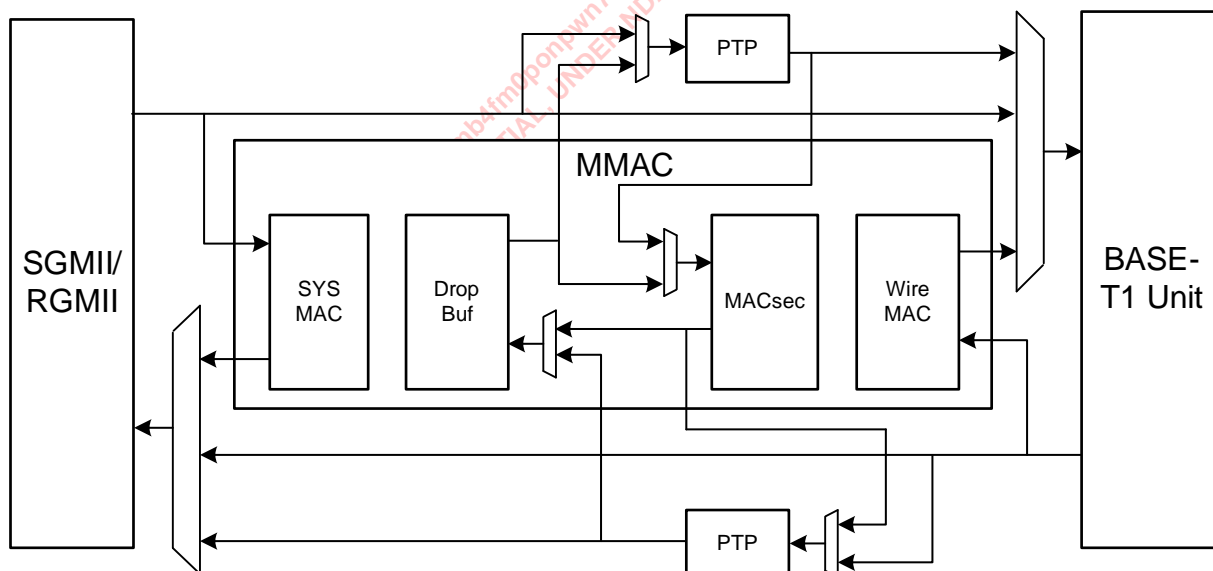 PTP
MMAC
SGMII/
RGMII
SYS
MAC
Drop
Buf
MACsec
Wire
MAC
BASE-
T1 Unit
PTP